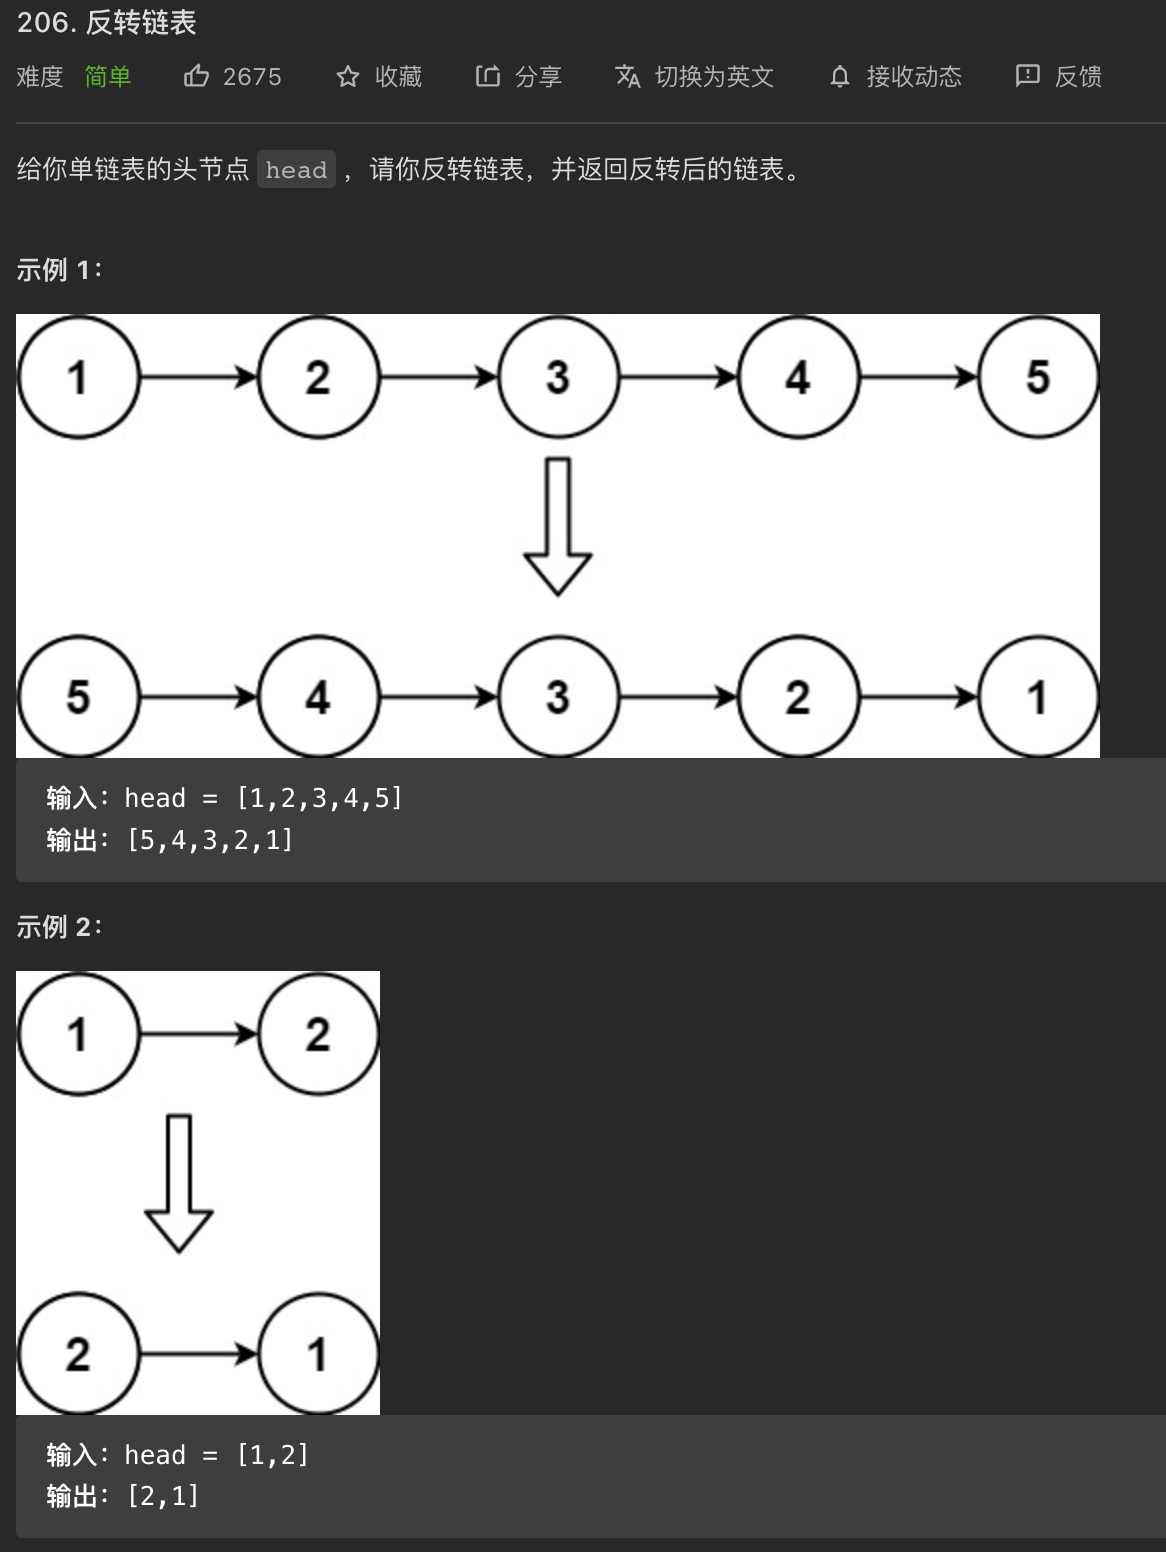 206. 反转链表
难度 简单 2675 收藏 分享 切换为英文 接收动态 反馈
给你单链表的头节点 head ，请你反转链表，并返回反转后的链表。
示例 1：
1 2 3 4 5
5 4 3 2 1
输入：head = [1,2,3,4,5]
输出：[5,4,3,2,1]
示例 2：
1 2
2 1
输入：head = [1,2]
输出：[2,1]